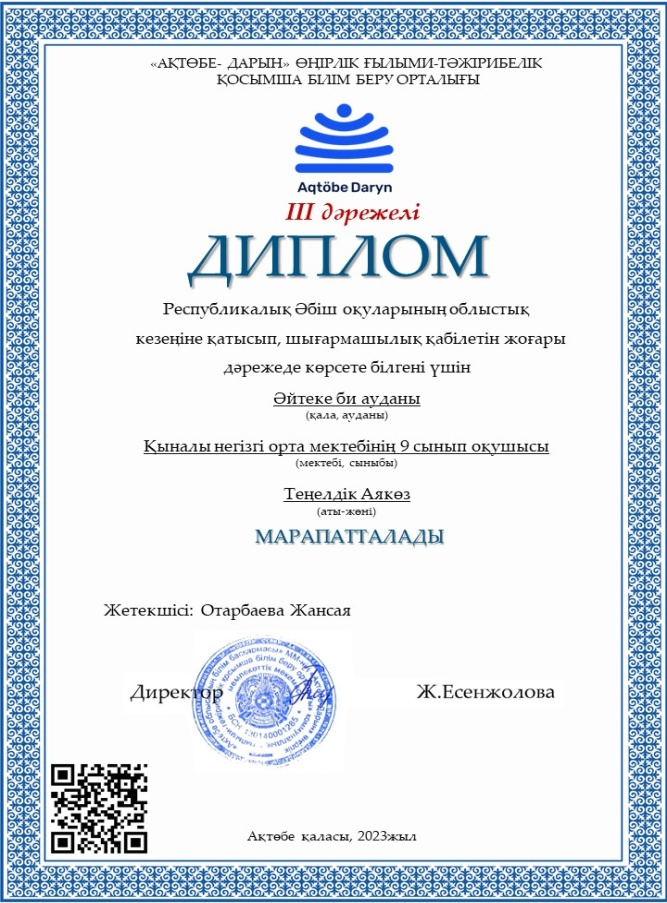 «АҚТӨБЕ- ДАРЫН» ӨҢІРЛІК ҒЫЛЫМИ-ТӘЖІРИБЕЛІК
ҚОСЫМША БІЛІМ БЕРУ ОРТАЛЫҒЫ
Aqtöbe Daryn
III дәрежелі
ДИПЛОМ
Республикалық Әбіш оқуларының облыстық
кезеңіне қатысып, шығармашылық қабілетін жоғары
дәрежеде көрсете білгені үшін
Әйтеке би ауданы
(қала, ауданы)
Қыналы негізгі орта мектебінің 9 сынып оқушысы
(мектебі, сыныбы)
Теңелдік Аякөз
(аты-жөні)
МАРАПАТТАЛАДЫ
Жетекшісі: Отарбаева Жансая
Директор Ж.Есенжолова
Ақтөбе қаласы, 2023жыл